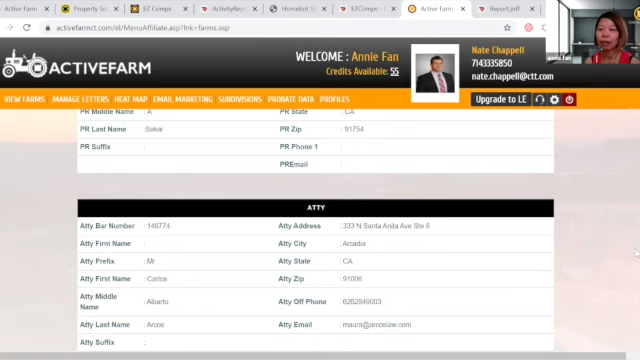 Active Farm
Property Su
EZ Comps
ActivityRepo
Homebot Sl
EZComps - L
Active Farm
Report.pdf
activefarmct.com/el/MenuAffiliate.asp?lnk=farms.asp
ACTIVEFARM
WELCOME : Annie Fan
Credits Available: 55
Nate Chappell
7143335850
nate.chappell@ctt.com
annie fan
VIEW FARMS MANAGE LETTERS HEAT MAP EMAIL MARKETING SUBDIVISIONS PROBATE DATA PROFILES
Upgrade to LE
PR Middle Name : A PR State : CA
PR Last Name :Sakai PR Zip : 91754
PR Suffix : PR Phone 1 :
PREmail :
ATTY
Atty Bar Number : 146774 Atty Address : 333 N Santa Anita Ave Ste 8
Atty Firm Name : Atty City : Arcadia
Atty Prefix : Mr Atty State : CA
Atty First Name : Carlos Atty Zip : 91006
Atty Middle Name : Alberto Atty Off Phone : 6262849003
Atty Last Name : Arcos Atty Email : maura@arcoslaw.com
Atty Suffix :